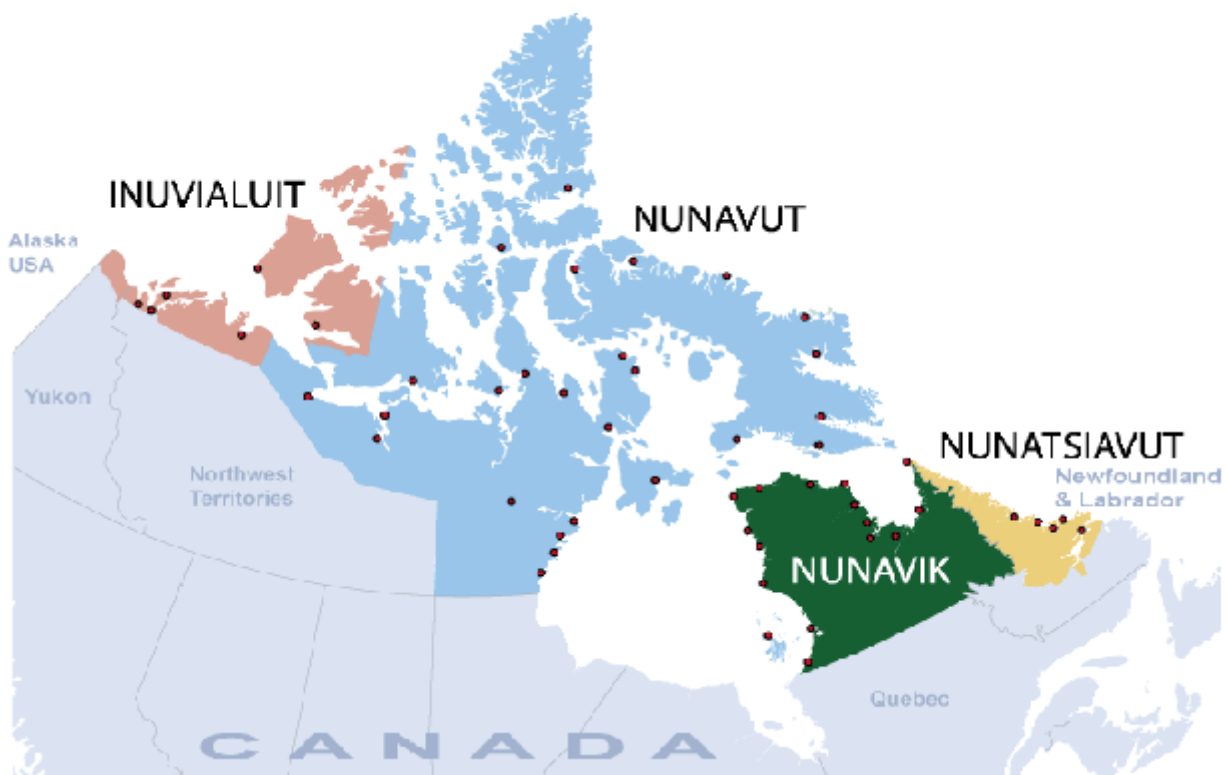 INUVIALUIT
NUNAVUT
Alaska
USA
Yukon
NUNATSIAVUT
Northwest
Territories
Newfoundland
& Labrador
NUNAVIK
Quebec
CANADA